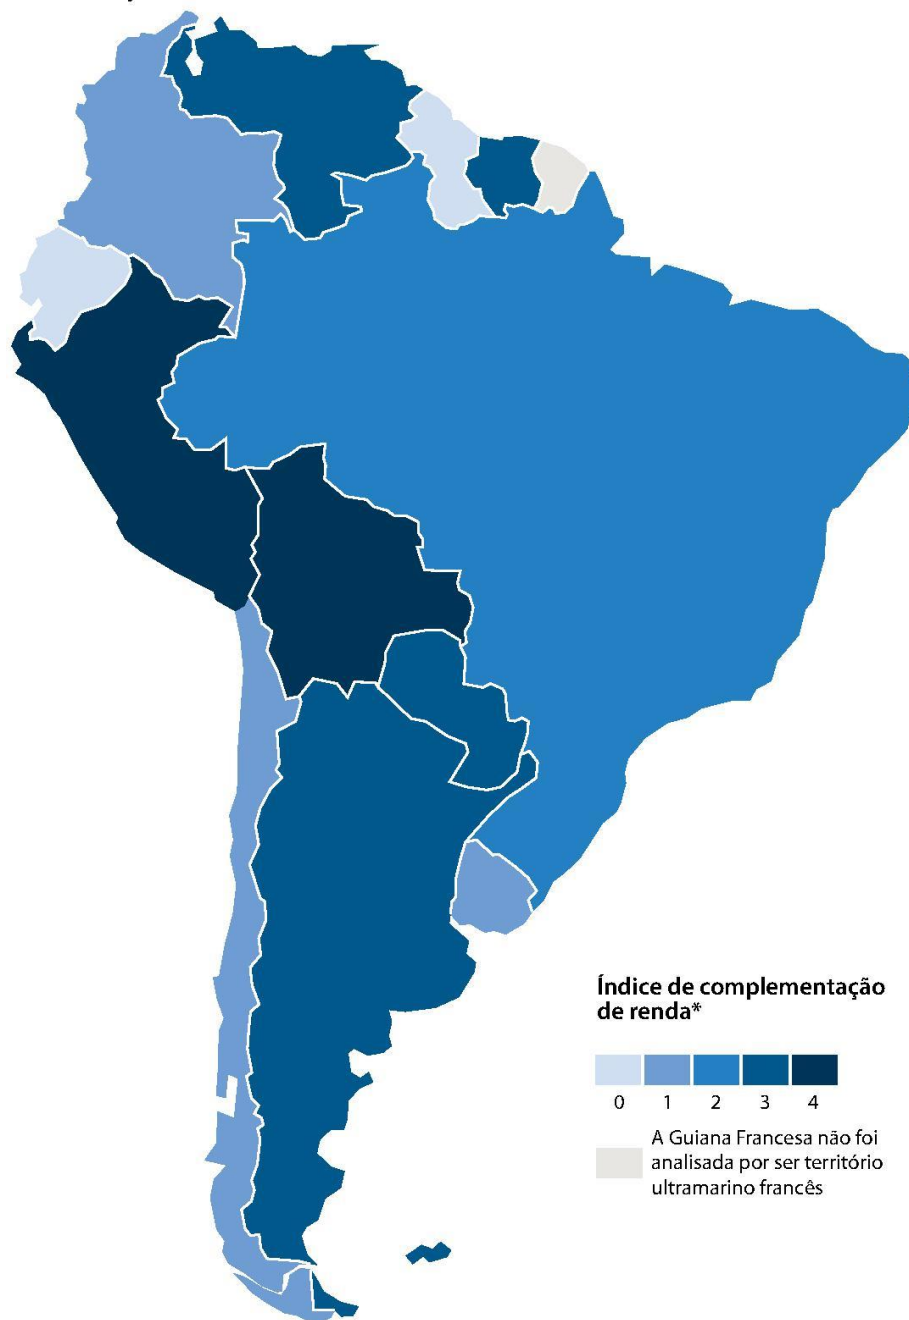 Índice de complementação
de renda*
0 1 2 3 4
A Guiana Francesa não foi
analisada por ser território
ultramarino francês